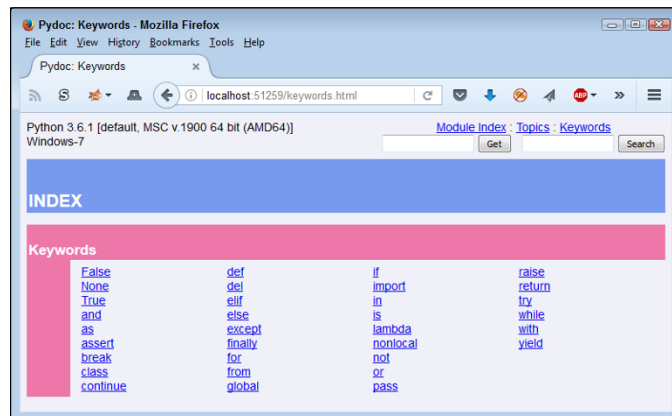 Pydoc: Keywords - Mozilla Firefox
File Edit View History Bookmarks Tools Help
Pydoc: Keywords ×
S localhost:51259/keywords.html ABP »
Python 3.6.1 [default, MSC v.1900 64 bit (AMD64)]
Windows-7
Module Index : Topics : Keywords
Get Search
INDEX
Keywords
False def if raise
None del import return
True elif in try
and else is while
as except lambda with
assert finally nonlocal yield
break for not
class from or
continue global pass